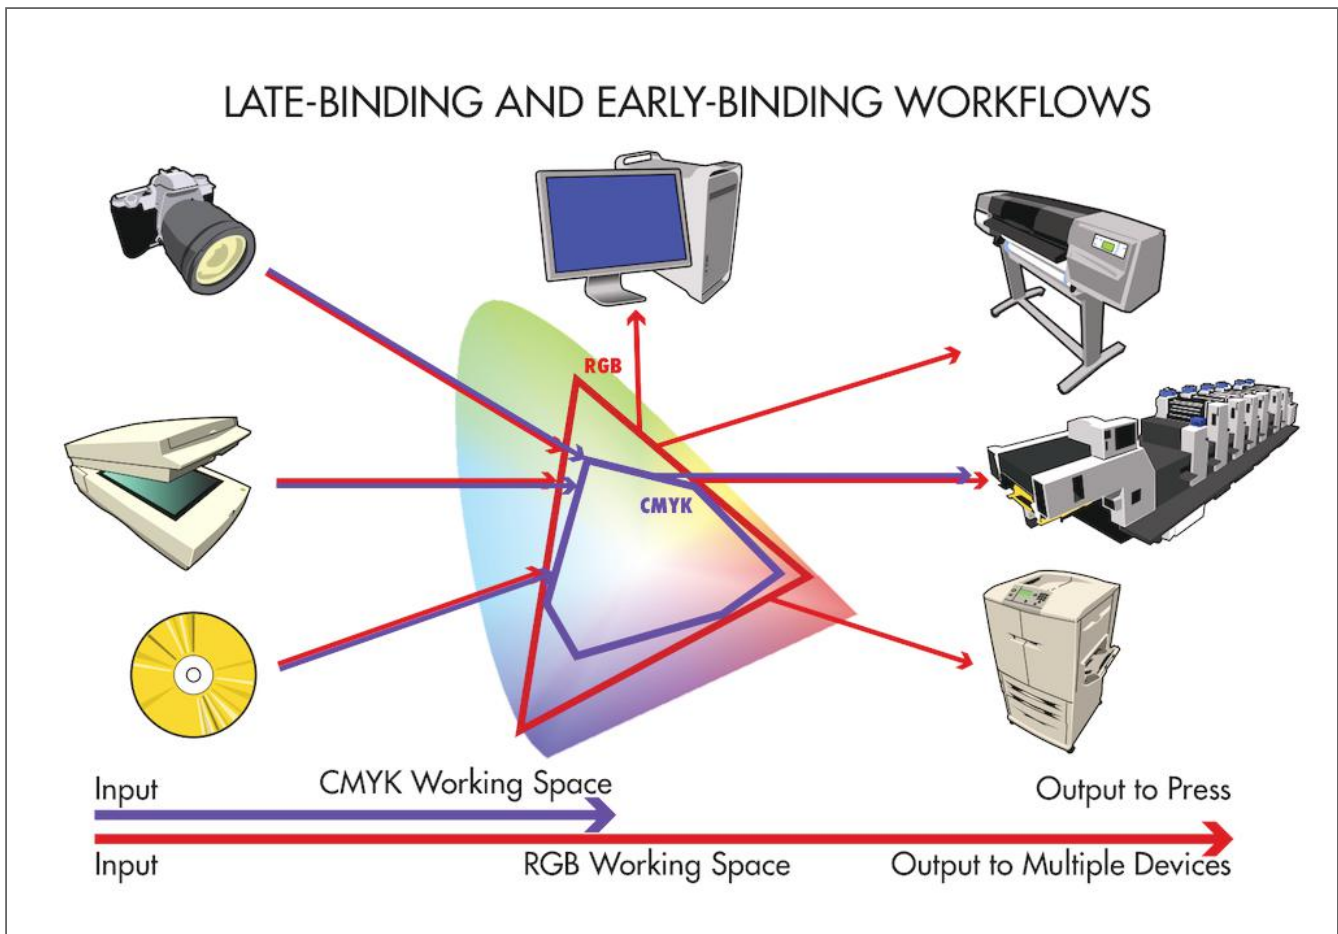 LATE-BINDING AND EARLY-BINDING WORKFLOWS
RGB
CMYK
Input
CMYK Working Space
Output to Press
Input
RGB Working Space
Output to Multiple Devices